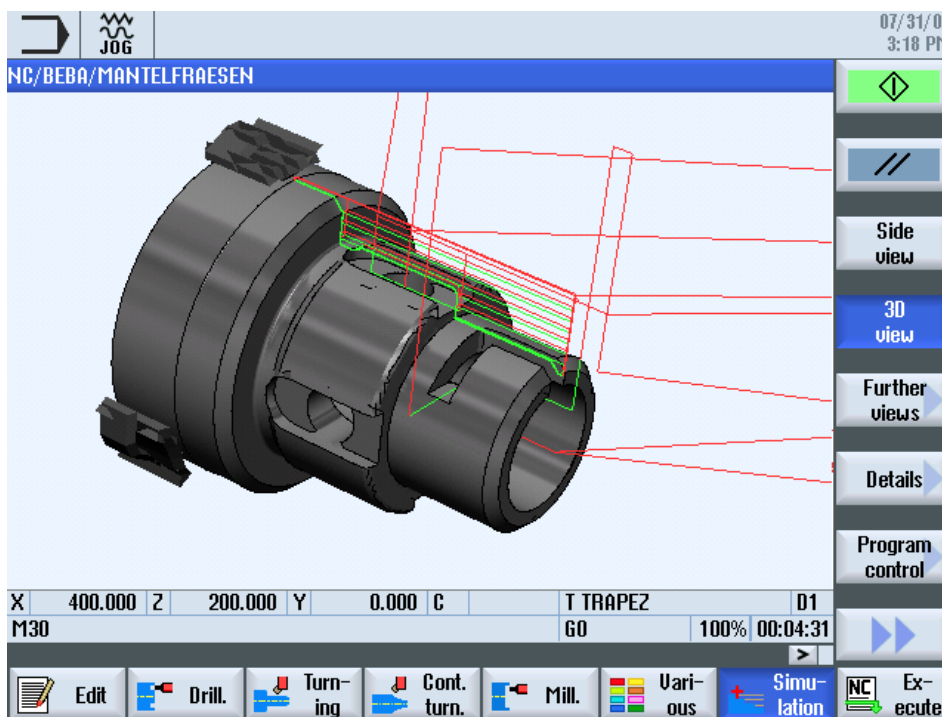 JOG
07/31/0
3:18 PM
NC/BEBA/MANTELFRAESEN
Side
view
3D
view
Further
views
Details
Program
control
X 400.000 Z 200.000 Y 0.000 C T TRAPEZ D1
M30 G0 100% 00:04:31
>
Edit Drill. Turn-
ing Cont.
turn. Mill. Vari-
ous Simu-
lation NC Ex-
ecute